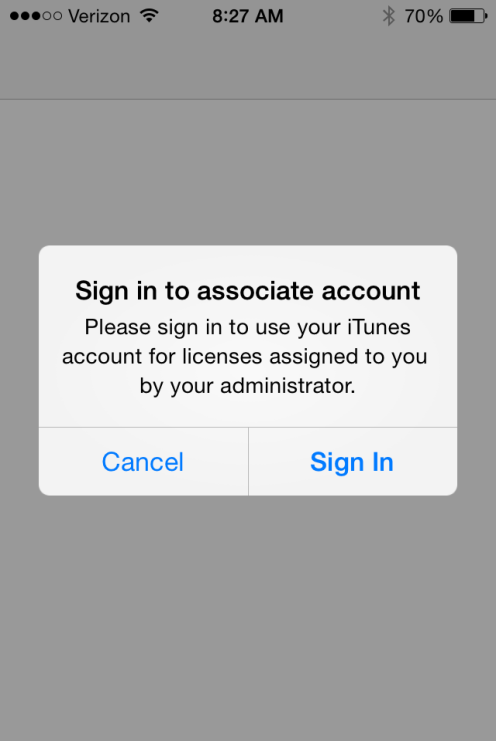 Verizon 8:27 AM 70%
Sign in to associate account
Please sign in to use your iTunes
account for licenses assigned to you
by your administrator.
Cancel Sign In